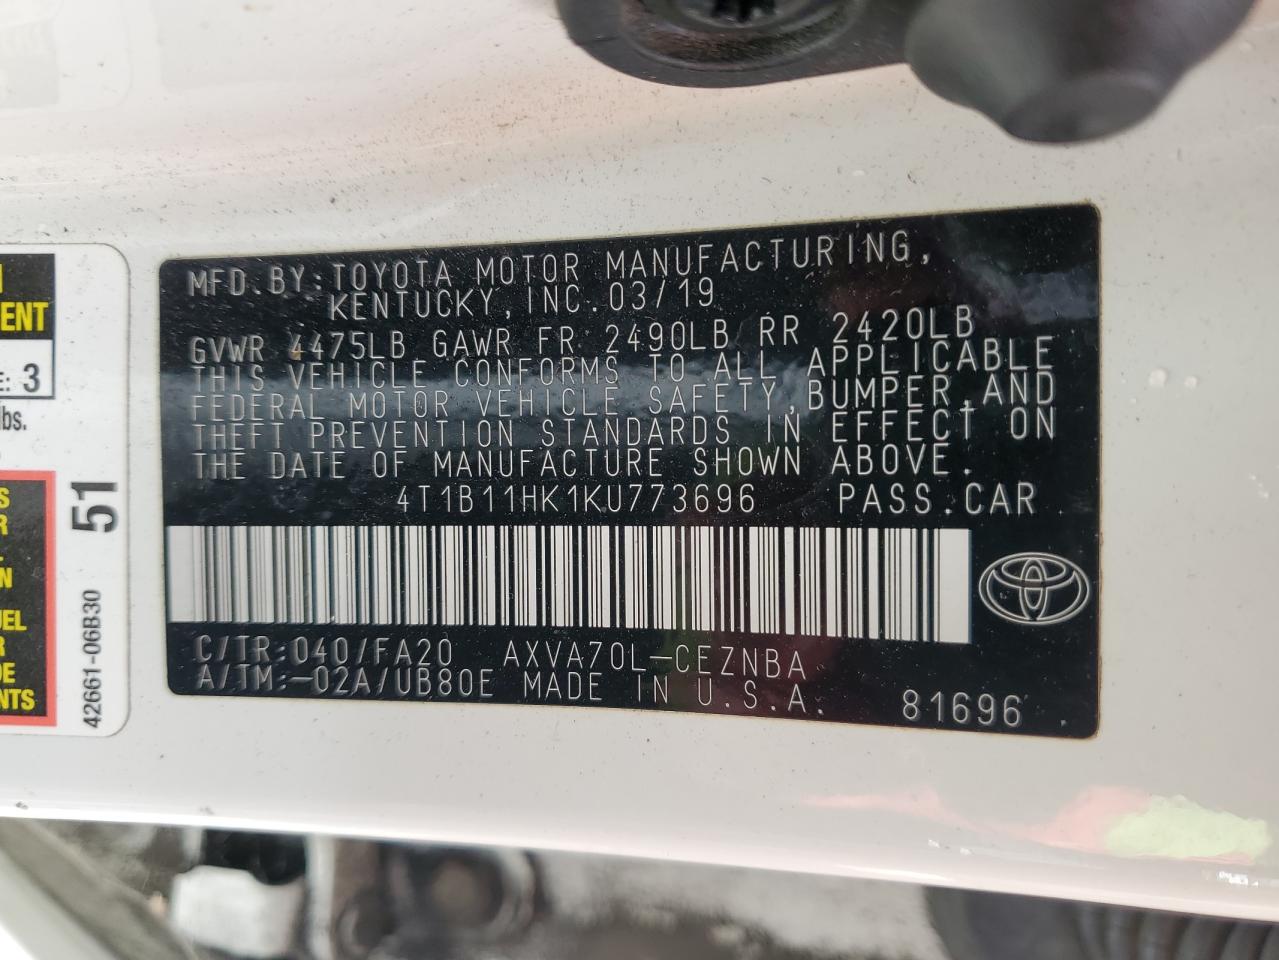 MFD.BY:TOYOTA MOTOR MANUFACTURING,
KENTUCKY,INC.03/19
GVWR 4475LB GAWR FR 2490LB RR 2420LB
THIS VEHICLE CONFORMS TO ALL APPLICABLE
FEDERAL MOTOR VEHICLE SAFETY,BUMPER,AND
THEFT PREVENTION STANDARDS IN EFFECT ON
THE DATE OF MANUFACTURE SHOWN ABOVE.
4T1B11HK1KU773696 PASS.CAR
C/TR:040/FA20 AXVA70L-CEZNBA
A/TM:-02A/UB80E MADE IN U.S.A.
81696
ENT
E: 3
lbs.
51
42661-06B30
S
R
N
UEL
R
DE
NTS